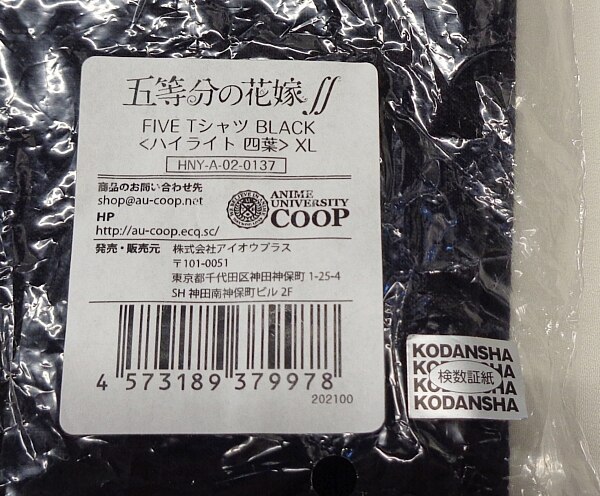 五等分の花嫁∬
FIVE Tシャツ BLACK
<ハイライト 四葉> XL
HNY-A-02-0137
商品のお問い合わせ先
shop@au-coop.net
HP
http://au-coop.ecq.sc/
ANIME
UNIVERSITY
COOP
発売・販売元 株式会社アイオウプラス
〒101-0051
東京都千代田区神田神保町 1-25-4
SH 神田南神保町ビル 2F
4 573189 379978
202100
KODANSHA
KODANSHA
検数証紙
KODANSHA
KODANSHA